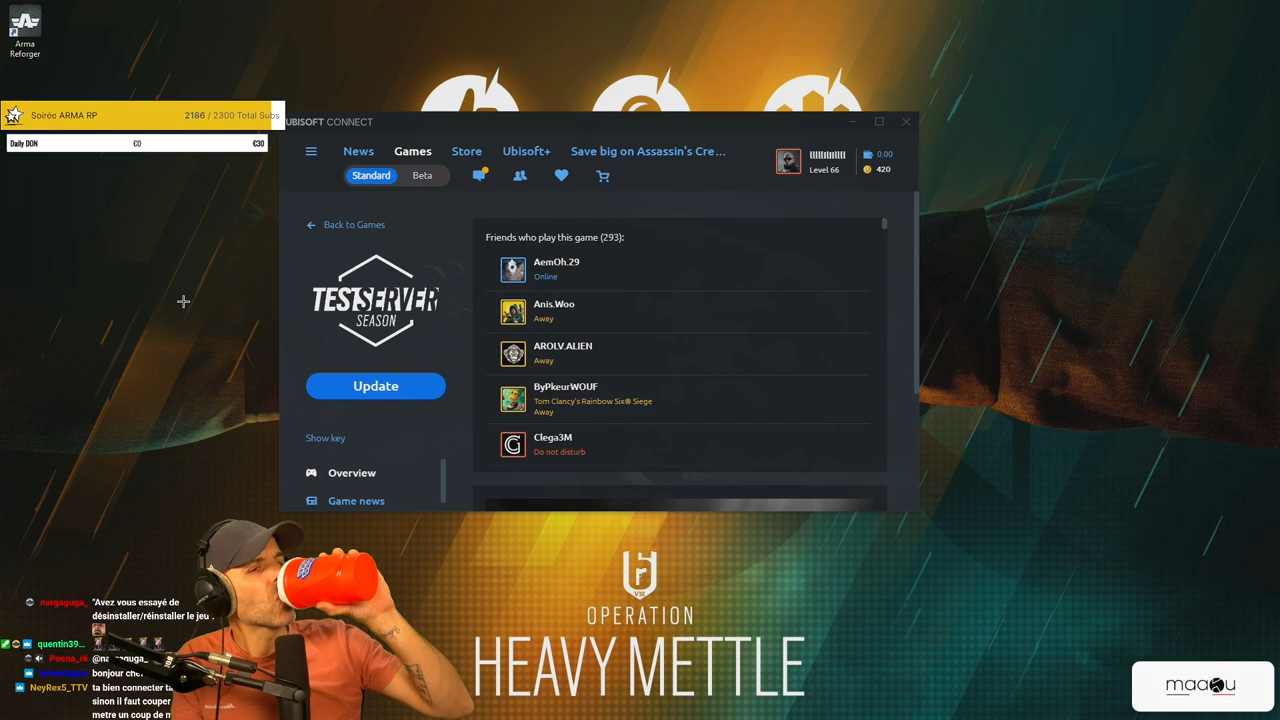 Arma
Reforger
Soirée ARMA RP
2186 / 2300 Total Subs
Daily DON
€0
€30
UBISOFT CONNECT
News
Games
Store
Ubisoft+
Save big on Assassin's Cre...
Level 66
0.00
420
Standard
Beta
Back to Games
TEST SERVER
SEASON
Update
Show key
Overview
Game news
Friends who play this game (293):
AemOh.29
Online
Anis.Woo
Away
AROLV.ALIEN
Away
ByPkeurWOUF
Tom Clancy's Rainbow Six® Siege
Away
Clega3M
Do not disturb
nargaguga_
"Avez vous essayé de
désinstaller/réinstaller le jeu".
quentin39...
Poena_r6
bonjour cher
NeyRex5_TTV
ta bien connecter ta
sinon il faut couper
metre un coup de m
Y8S3
OPERATION
HEAVY METTLE
maaku